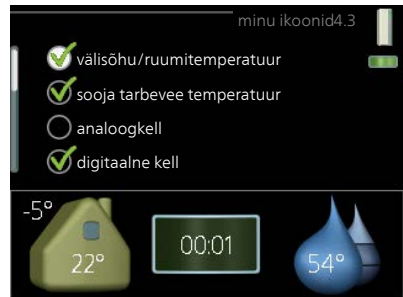 minu ikoonid4.3
välisõhu/ruumitemperatuur
sooja tarbevee temperatuur
analoogkell
digitaalne kell
-5°
22°
00:01
54°